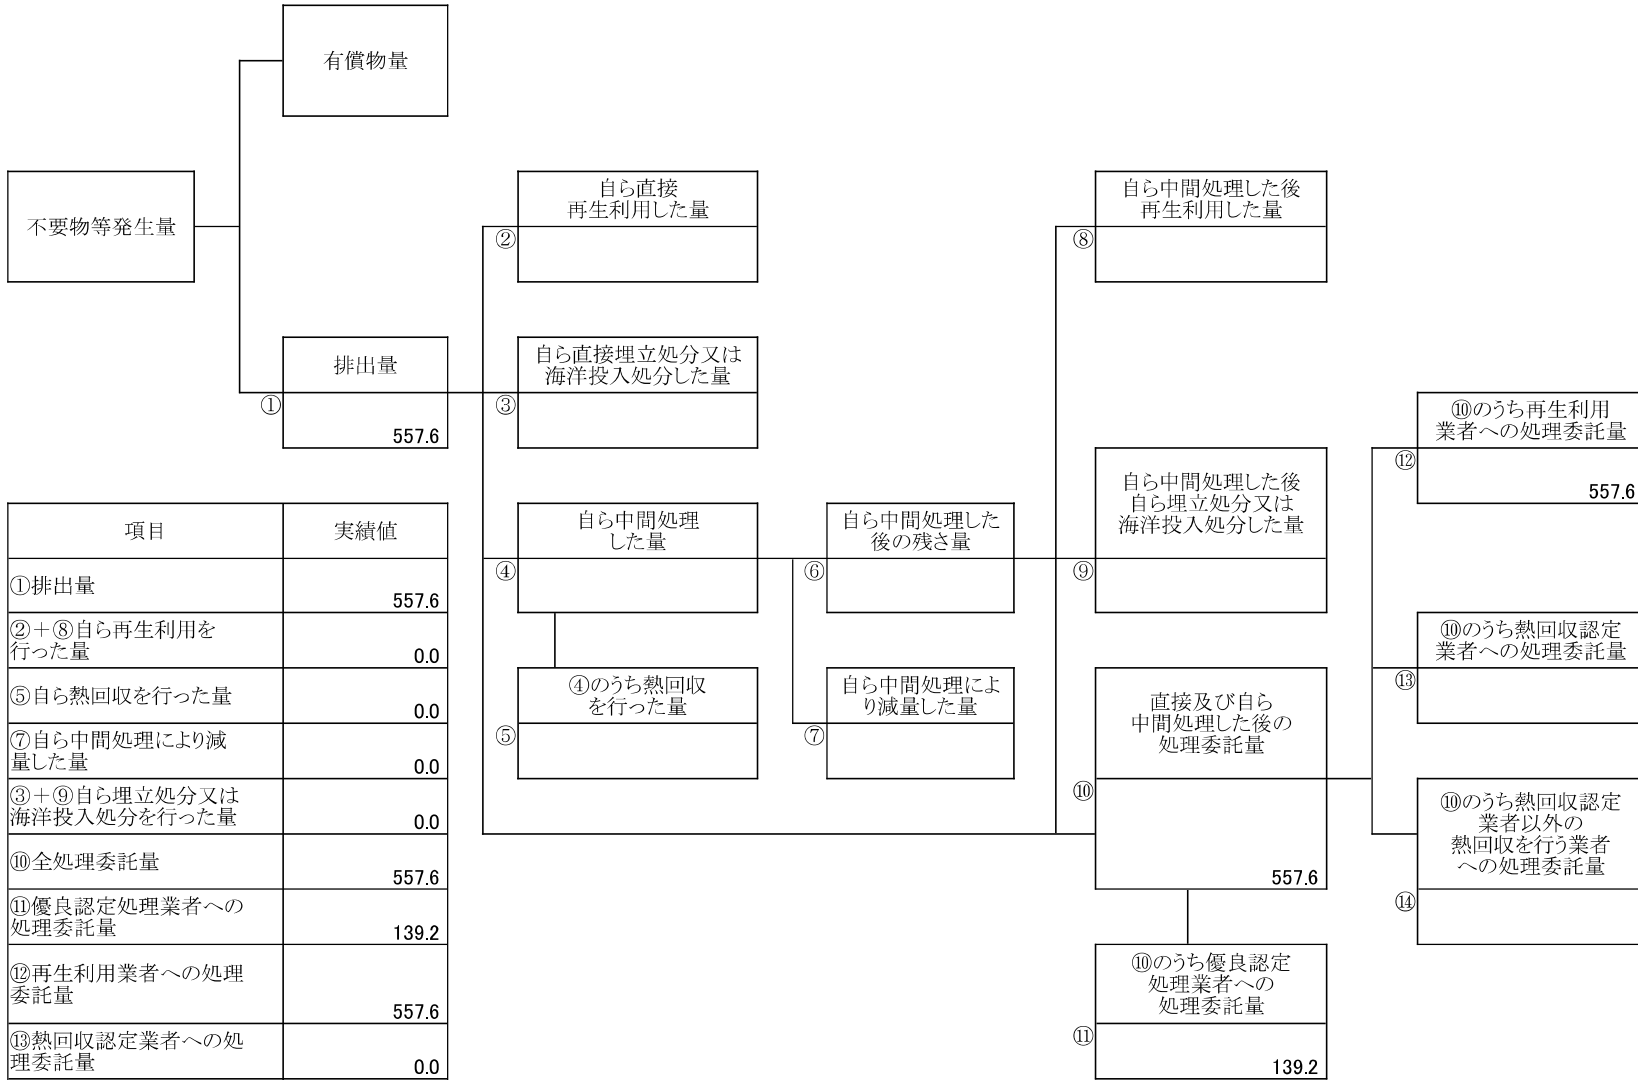 有償物量
不要物等発生量
自ら直接
再生利用した量
②
自ら中間処理した後
再生利用した量
⑧
排出量
①
557.6
自ら直接埋立処分又は
海洋投入処分した量
③
⑩のうち再生利用
業者への処理委託量
⑫
557.6
自ら中間処理
した量
④
自ら中間処理した
後の残さ量
⑥
自ら中間処理した後
自ら埋立処分又は
海洋投入処分した量
⑨
⑩のうち熱回収認定
業者への処理委託量
⑬
④のうち熱回収
を行った量
⑤
自ら中間処理によ
り減量した量
⑦
直接及び自ら
中間処理した後の
処理委託量
⑩
557.6
⑩のうち熱回収認定
業者以外の
熱回収を行う業者
への処理委託量
⑭
⑩のうち優良認定
処理業者への
処理委託量
⑪
139.2
項目 実績値
①排出量
557.6
②+⑧自ら再生利用を
行った量
0.0
⑤自ら熱回収を行った量
0.0
⑦自ら中間処理により減
量した量
0.0
③+⑨自ら埋立処分又は
海洋投入処分を行った量
0.0
⑩全処理委託量
557.6
⑪優良認定処理業者への
処理委託量
139.2
⑫再生利用業者への処理
委託量
557.6
⑬熱回収認定業者への処
理委託量
0.0